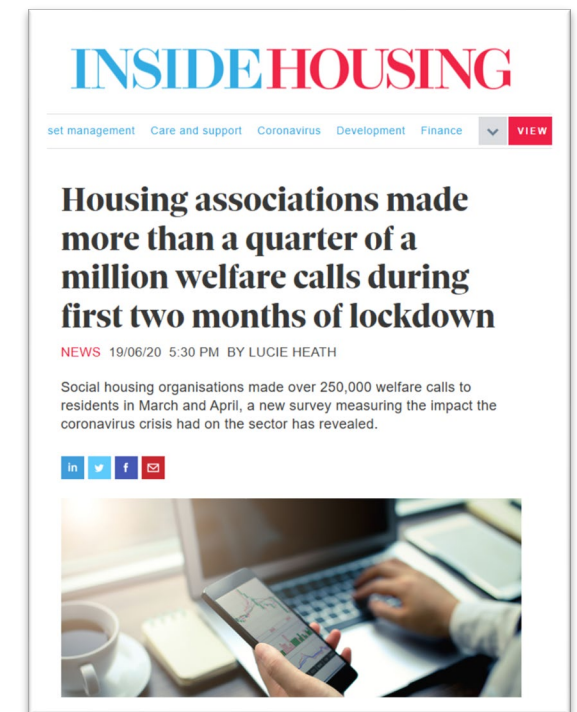 INSIDEHOUSING
set management Care and support Coronavirus Development Finance VIEW
Housing associations made
more than a quarter of a
million welfare calls during
first two months of lockdown
NEWS 19/06/20 5:30 PM BY LUCIE HEATH
Social housing organisations made over 250,000 welfare calls to
residents in March and April, a new survey measuring the impact the
coronavirus crisis had on the sector has revealed.
in f